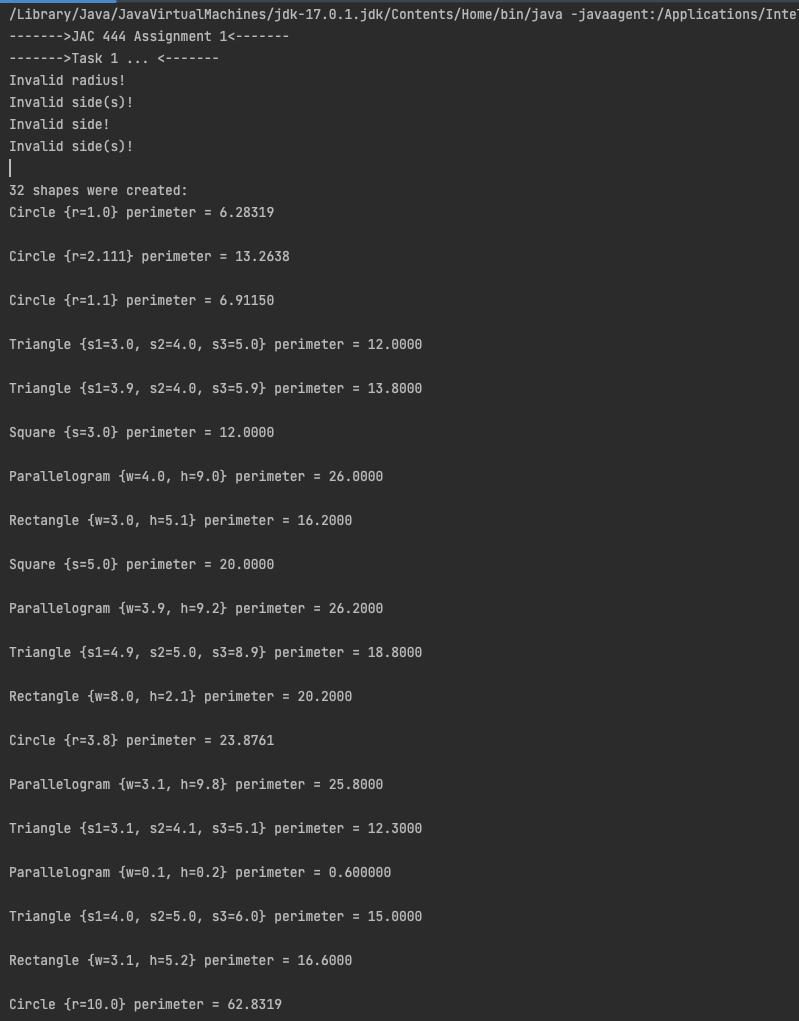 /Library/Java/JavaVirtualMachines/jdk-17.0.1.jdk/Contents/Home/bin/java -javaagent:/Applications/Inte
------->JAC 444 Assignment 1<-------
------->Task 1 ... <-------
Invalid radius!
Invalid side(s)!
Invalid side!
Invalid side(s)!
32 shapes were created:
Circle {r=1.0} perimeter = 6.28319
Circle {r=2.111} perimeter = 13.2638
Circle {r=1.1} perimeter = 6.91150
Triangle {s1=3.0, s2=4.0, s3=5.0} perimeter = 12.0000
Triangle {s1=3.9, s2=4.0, s3=5.9} perimeter = 13.8000
Square {s=3.0} perimeter = 12.0000
Parallelogram {w=4.0, h=9.0} perimeter = 26.0000
Rectangle {w=3.0, h=5.1} perimeter = 16.2000
Square {s=5.0} perimeter = 20.0000
Parallelogram {w=3.9, h=9.2} perimeter = 26.2000
Triangle {s1=4.9, s2=5.0, s3=8.9} perimeter = 18.8000
Rectangle {w=8.0, h=2.1} perimeter = 20.2000
Circle {r=3.8} perimeter = 23.8761
Parallelogram {w=3.1, h=9.8} perimeter = 25.8000
Triangle {s1=3.1, s2=4.1, s3=5.1} perimeter = 12.3000
Parallelogram {w=0.1, h=0.2} perimeter = 0.600000
Triangle {s1=4.0, s2=5.0, s3=6.0} perimeter = 15.0000
Rectangle {w=3.1, h=5.2} perimeter = 16.6000
Circle {r=10.0} perimeter = 62.8319